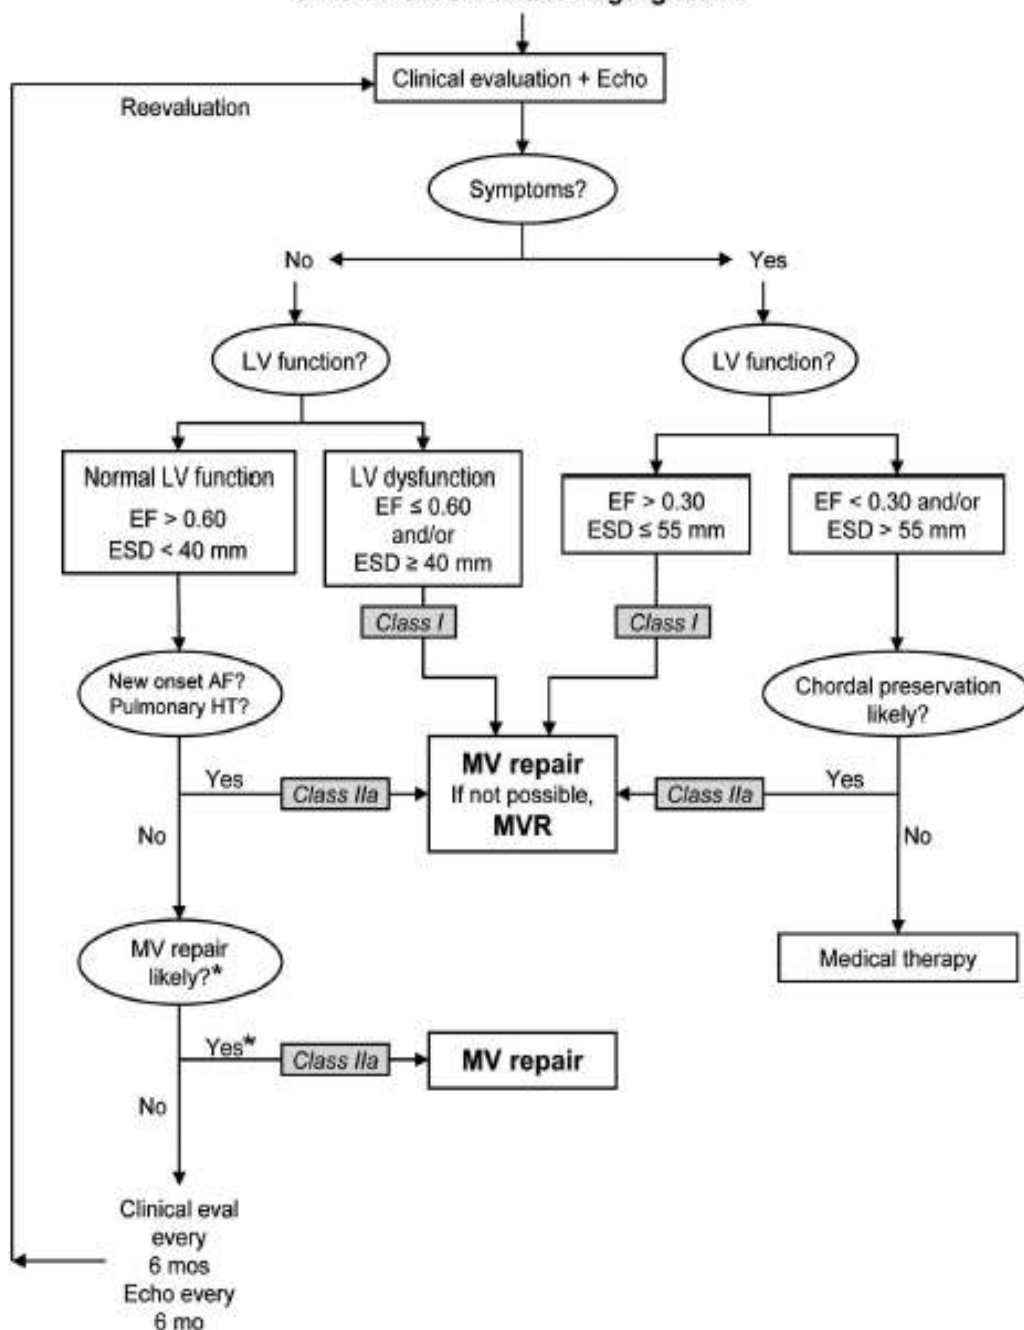 Clinical evaluation + Echo
Reevaluation
Symptoms?
No
Yes
LV function?
LV function?
Normal LV function
EF > 0.60
ESD < 40 mm
LV dysfunction
EF ≤ 0.60
and/or
ESD ≥ 40 mm
EF > 0.30
ESD ≤ 55 mm
EF < 0.30 and/or
ESD > 55 mm
Class I
Class I
New onset AF?
Pulmonary HT?
Chordal preservation
likely?
MV repair
If not possible,
MVR
Yes
Class IIa
Class IIa
Yes
No
No
MV repair
likely?*
Medical therapy
Yes*
Class IIa
MV repair
No
Clinical eval
every
6 mos
Echo every
6 mo